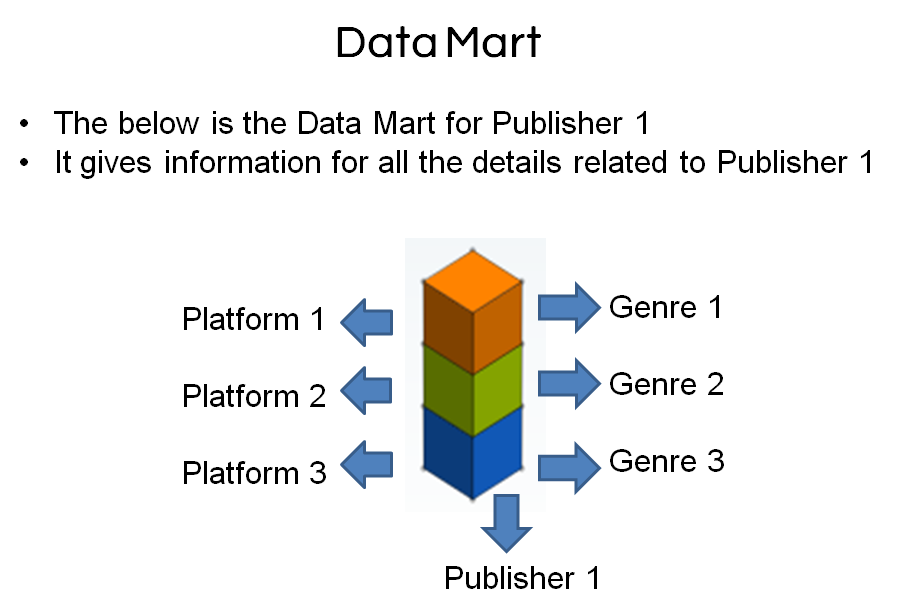 Data Mart
• The below is the Data Mart for Publisher 1
• It gives information for all the details related to Publisher 1
Platform 1
Genre 1
Platform 2
Genre 2
Platform 3
Genre 3
Publisher 1